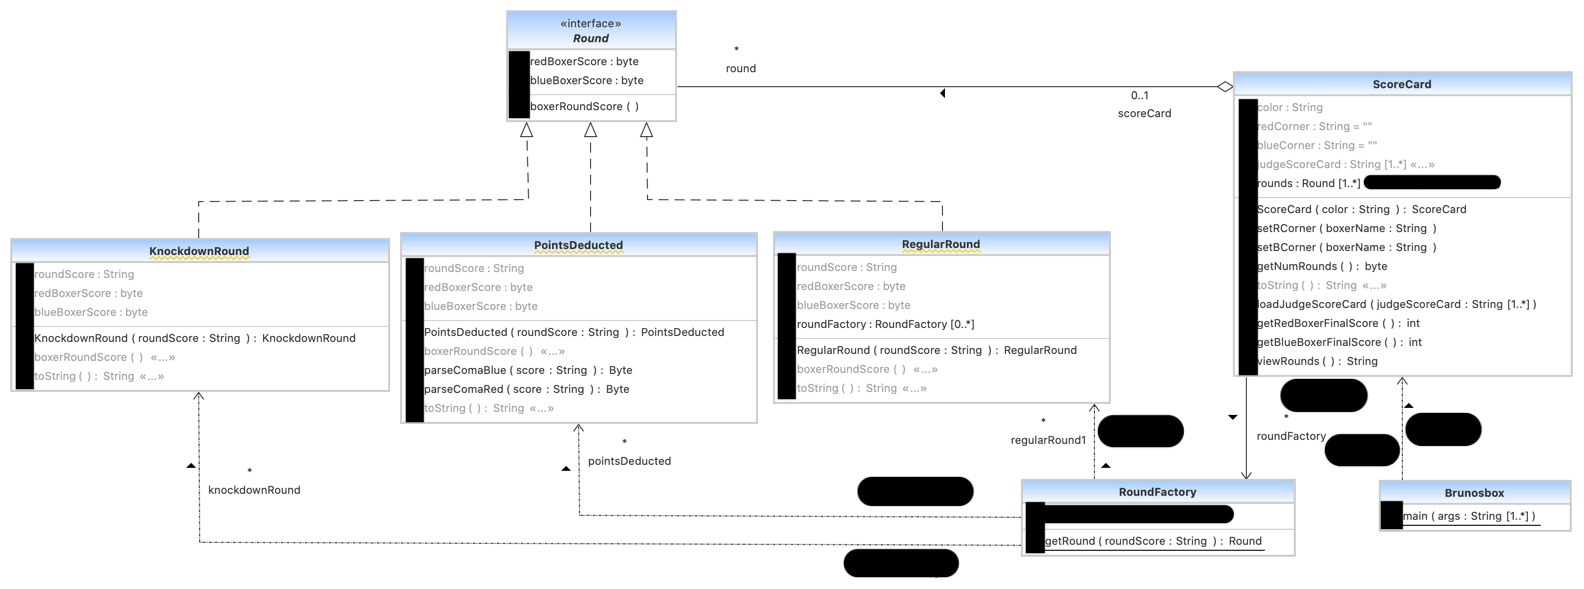 «interface»
Round
redBoxerScore : byte
blueBoxerScore : byte
boxerRoundScore ( )
*
round
0..1
scoreCard
ScoreCard
color : String
redCorner : String = ""
blueCorner : String = ""
judgeScoreCard : String [1..*] «...»
rounds : Round [1..*]
ScoreCard ( color : String ) : ScoreCard
setRCorner ( boxerName : String )
setBCorner ( boxerName : String )
getNumRounds ( ) : byte
toString ( ) : String «...»
loadJudgeScoreCard ( judgeScoreCard : String [1..*] )
getRedBoxerFinalScore ( ) : int
getBlueBoxerFinalScore ( ) : int
viewRounds ( ) : String
KnockdownRound
roundScore : String
redBoxerScore : byte
blueBoxerScore : byte
KnockdownRound ( roundScore : String ) : KnockdownRound
boxerRoundScore ( ) «...»
toString ( ) : String «...»
PointsDeducted
roundScore : String
redBoxerScore : byte
blueBoxerScore : byte
PointsDeducted ( roundScore : String ) : PointsDeducted
boxerRoundScore ( ) «...»
parseComaBlue ( score : String ) : Byte
parseComaRed ( score : String ) : Byte
toString ( ) : String «...»
RegularRound
roundScore : String
redBoxerScore : byte
blueBoxerScore : byte
roundFactory : RoundFactory [0..*]
RegularRound ( roundScore : String ) : RegularRound
boxerRoundScore ( ) «...»
toString ( ) : String «...»
*
knockdownRound
*
pointsDeducted
*
regularRound1
*
roundFactory
RoundFactory
getRound ( roundScore : String ) : Round
Brunosbox
main ( args : String [1..*] )